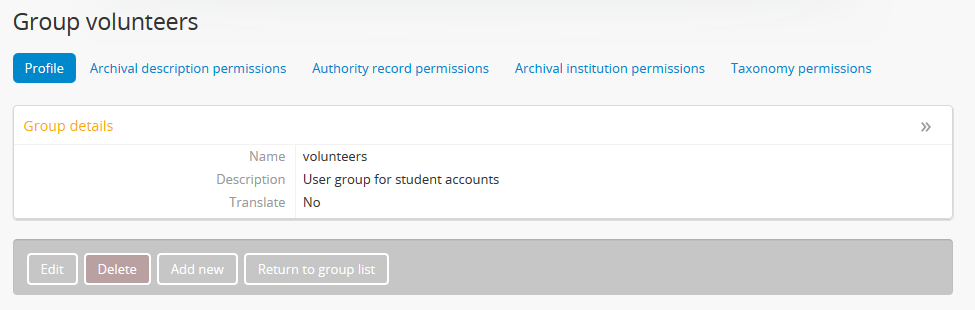 Group volunteers
Profile Archival description permissions Authority record permissions Archival institution permissions Taxonomy permissions
Group details »
Name volunteers
Description User group for student accounts
Translate No
Edit Delete Add new Return to group list